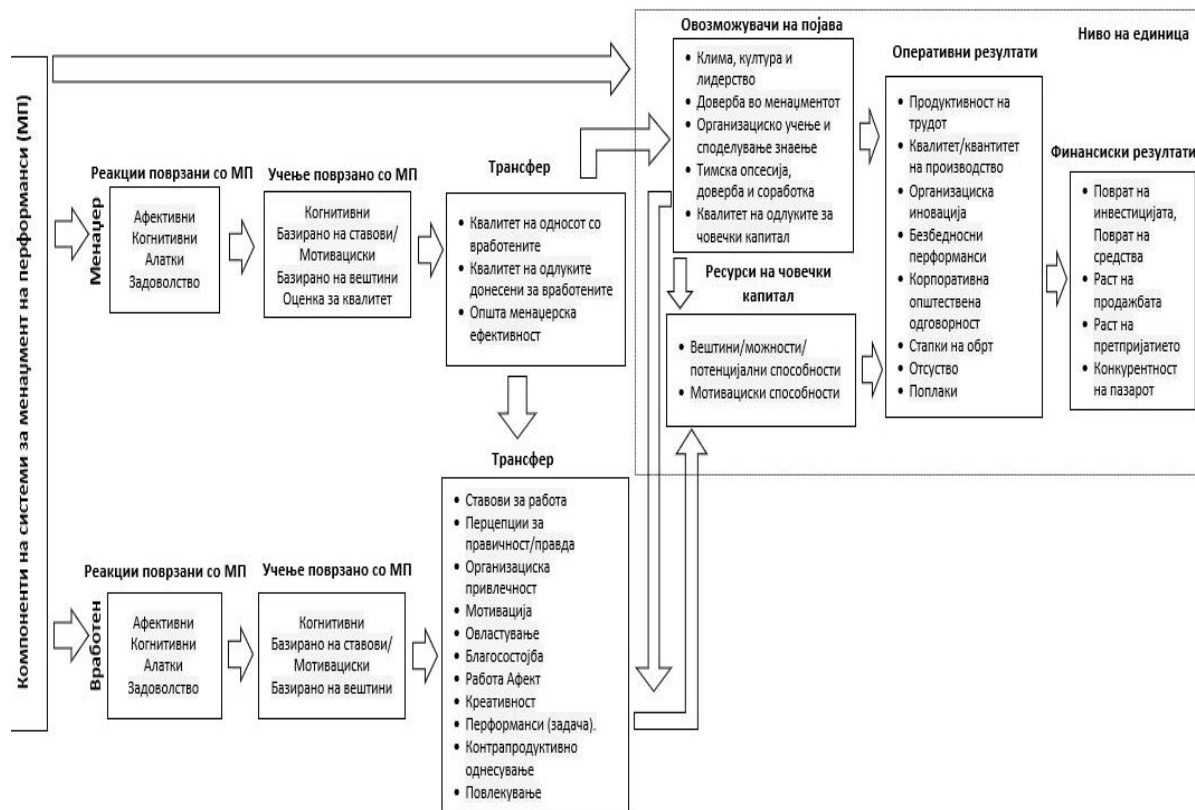 Компоненти на системи за менаџмент на перформанси (МП)
Менаџер
Реакции поврзани со МП
Афективни
Когнитивни
Алатки
Задоволство
Учење поврзано со МП
Когнитивни
Базирано на ставови/
Мотивациски
Базирано на вештини
Оценка за квалитет
Трансфер
• Квалитет на односот со
вработените
• Квалитет на одлуките
донесени за вработените
• Општа менаџерска
ефективност
Вработен
Реакции поврзани со МП
Афективни
Когнитивни
Алатки
Задоволство
Учење поврзано со МП
Когнитивни
Базирано на ставови/
Мотивациски
Базирано на вештини
Трансфер
• Ставови за работа
• Перцепции за
правичност/правда
• Организациска
привлечност
• Мотивација
• Овластување
• Благосостојба
• Работа Афект
• Креативност
• Перформанси (задача).
• Контрапродуктивно
однесување
• Повлекување
Ниво на единица
Овозможувачи на појава
• Клима, култура и
лидерство
• Доверба во менаџментот
• Организациско учење и
споделување знаење
• Тимска опсесија,
доверба и соработка
• Квалитет на одлуките за
човечки капитал
Ресурси на човечки
капитал
• Вештини/можности/
потенцијални способности
• Мотивациски способности
Оперативни резултати
• Продуктивност на
трудот
• Квалитет/квантитет
на производство
• Организациска
иновација
• Безбедносни
перформанси
• Корпоративна
општествена
одговорност
• Стапки на обрт
• Отсуство
• Поплаки
Финансиски резултати
• Поврат на
инвестицијата,
Поврат на
средства
• Раст на
продажбата
• Раст на
претпријатието
• Конкурентност
на пазарот